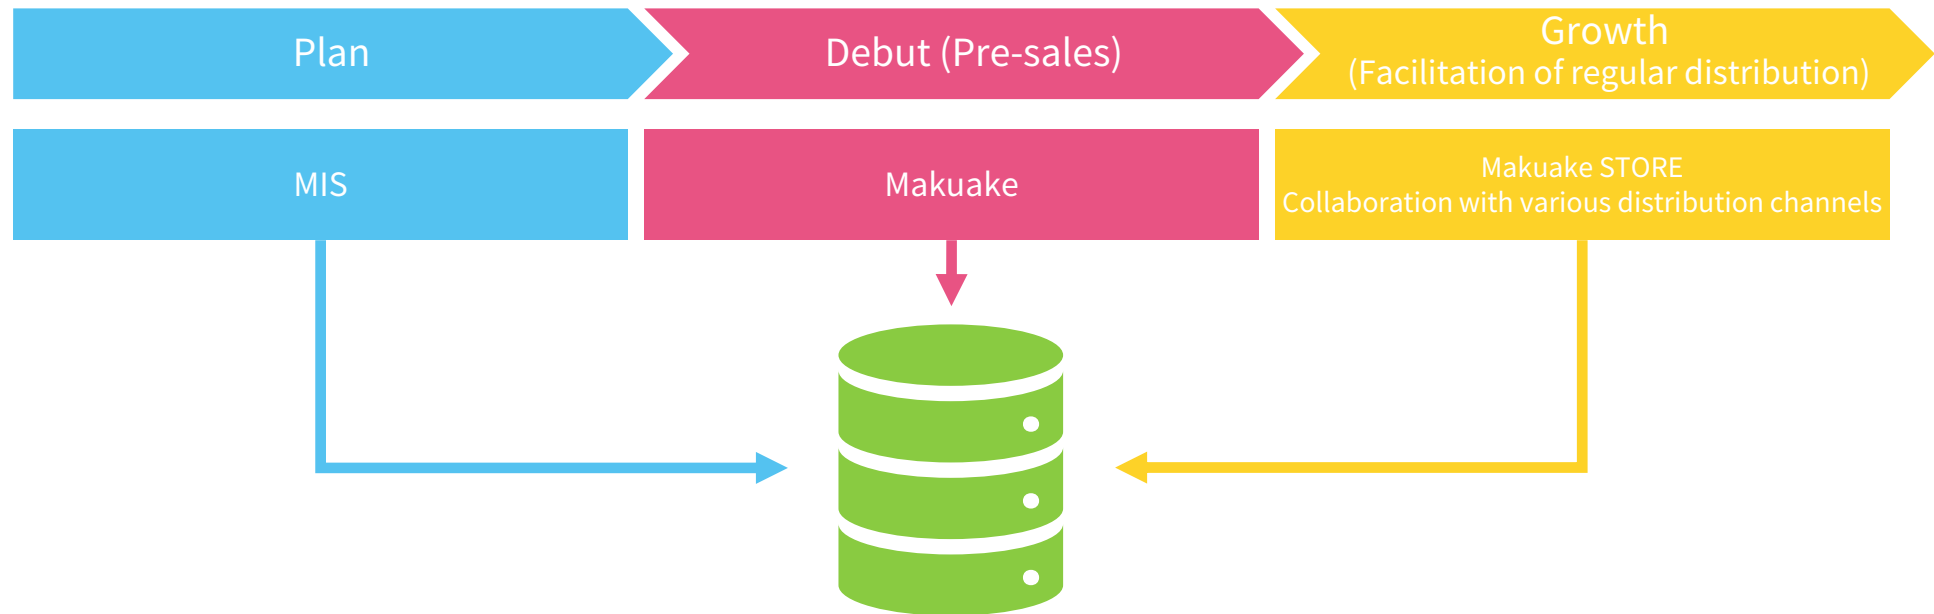 Plan
Debut (Pre-sales)
Growth
(Facilitation of regular distribution)
MIS
Makuake
Makuake STORE
Collaboration with various distribution channels